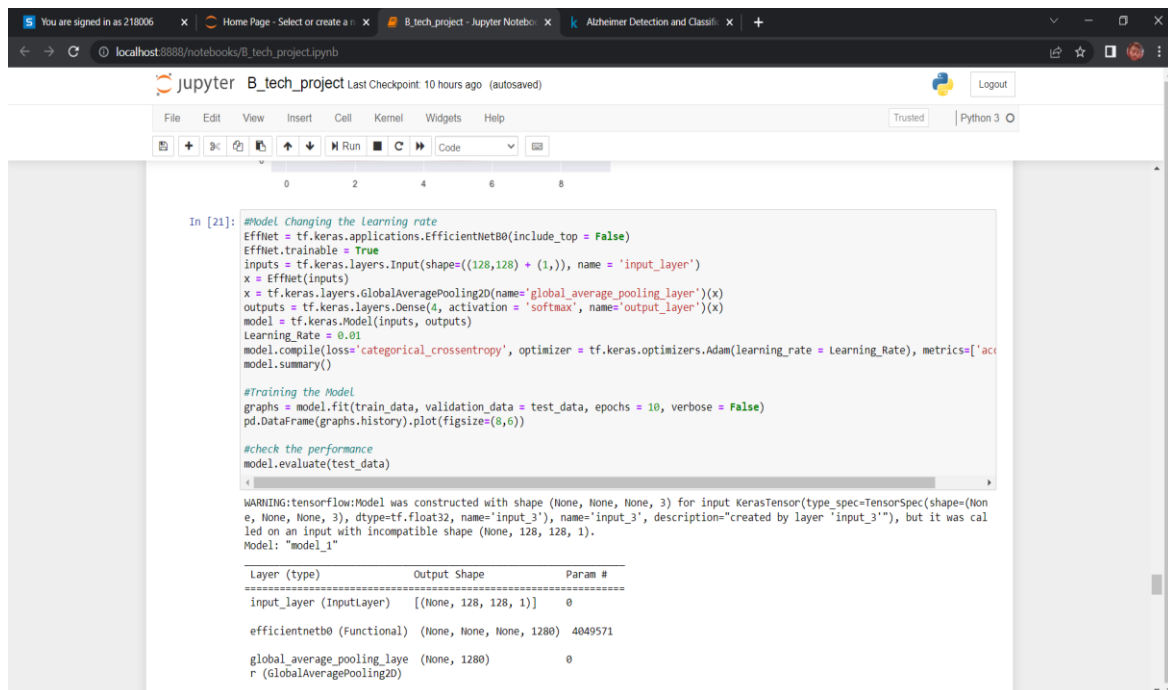 You are signed in as 218006
Home Page - Select or create a n
B_tech_project - Jupyter Notebook
Alzheimer Detection and Classific
localhost:8888/notebooks/B_tech_project.ipynb
jupyter B_tech_project Last Checkpoint: 10 hours ago (autosaved)
Logout
File Edit View Insert Cell Kernel Widgets Help
Trusted Python 3
Run Code
0 2 4 6 8
In [21]: #Model Changing the learning rate
EffNet = tf.keras.applications.EfficientNetB0(include_top = False)
EffNet.trainable = True
inputs = tf.keras.layers.Input(shape=((128,128) + (1,)), name = 'input_layer')
x = EffNet(inputs)
x = tf.keras.layers.GlobalAveragePooling2D(name='global_average_pooling_layer')(x)
outputs = tf.keras.layers.Dense(4, activation = 'softmax', name='output_layer')(x)
model = tf.keras.Model(inputs, outputs)
Learning_Rate = 0.01
model.compile(loss='categorical_crossentropy', optimizer = tf.keras.optimizers.Adam(learning_rate = Learning_Rate), metrics=['acc
model.summary()
#Training the Model
graphs = model.fit(train_data, validation_data = test_data, epochs = 10, verbose = False)
pd.DataFrame(graphs.history).plot(figsize=(8,6))
#check the performance
model.evaluate(test_data)
WARNING:tensorflow:Model was constructed with shape (None, None, None, 3) for input KerasTensor(type_spec=TensorSpec(shape=(Non
e, None, None, 3), dtype=tf.float32, name='input_3'), name='input_3', description="created by layer 'input_3'"), but it was cal
led on an input with incompatible shape (None, 128, 128, 1).
Model: "model_1"
Layer (type) Output Shape Param #
input_layer (InputLayer) [(None, 128, 128, 1)] 0
efficientnetb0 (Functional) (None, None, None, 1280) 4049571
global_average_pooling_laye (None, 1280) 0
r (GlobalAveragePooling2D)